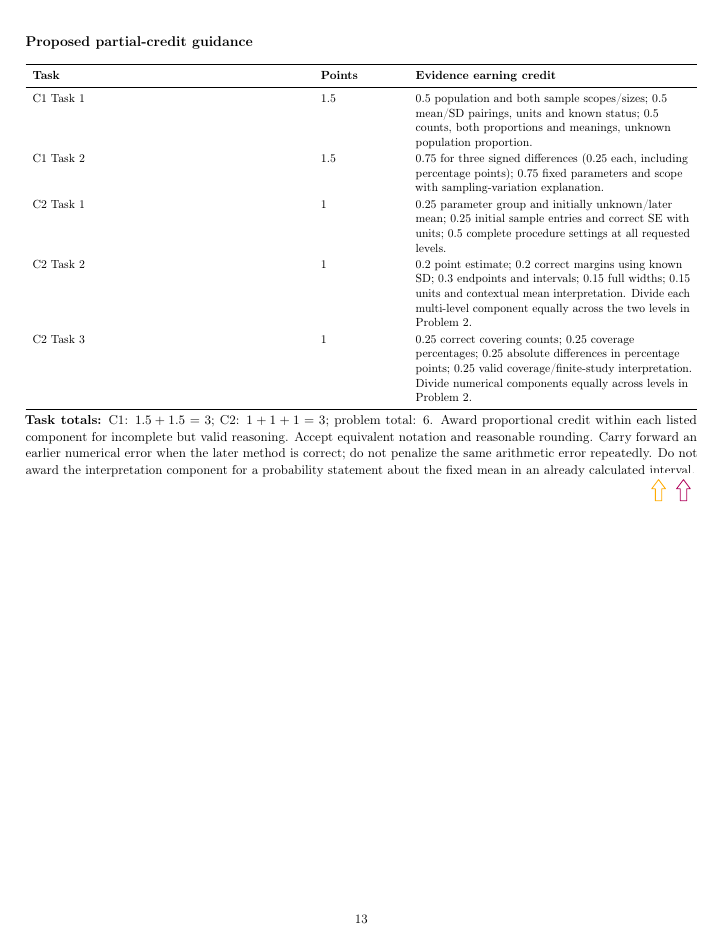 Proposed partial-credit guidance
Task Points Evidence earning credit
C1 Task 1 1.5 0.5 population and both sample scopes/sizes; 0.5
mean/SD pairings, units and known status; 0.5
counts, both proportions and meanings, unknown
population proportion.
C1 Task 2 1.5 0.75 for three signed differences (0.25 each, including
percentage points); 0.75 fixed parameters and scope
with sampling-variation explanation.
C2 Task 1 1 0.25 parameter group and initially unknown/later
mean; 0.25 initial sample entries and correct SE with
units; 0.5 complete procedure settings at all requested
levels.
C2 Task 2 1 0.2 point estimate; 0.2 correct margins using known
SD; 0.3 endpoints and intervals; 0.15 full widths; 0.15
units and contextual mean interpretation. Divide each
multi-level component equally across the two levels in
Problem 2.
C2 Task 3 1 0.25 correct covering counts; 0.25 coverage
percentages; 0.25 absolute differences in percentage
points; 0.25 valid coverage/finite-study interpretation.
Divide numerical components equally across levels in
Problem 2.
Task totals: C1: 1.5 + 1.5 = 3; C2: 1 + 1 + 1 = 3; problem total: 6. Award proportional credit within each listed
component for incomplete but valid reasoning. Accept equivalent notation and reasonable rounding. Carry forward an
earlier numerical error when the later method is correct; do not penalize the same arithmetic error repeatedly. Do not
award the interpretation component for a probability statement about the fixed mean in an already calculated interval.
13